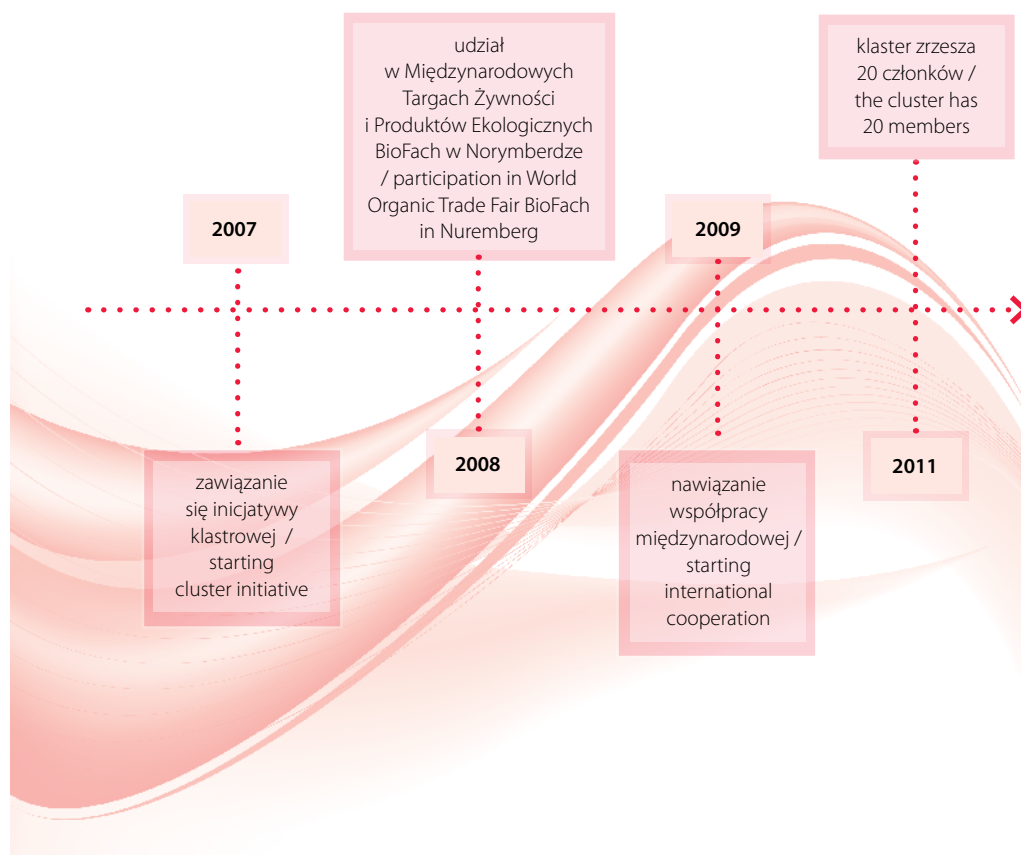 2007
zawiązanie
się inicjatywy
klastrowej /
starting
cluster initiative
udział
w Międzynarodowych
Targach Żywności
i Produktów Ekologicznych
BioFach w Norymberdze
/ participation in World
Organic Trade Fair BioFach
in Nuremberg
2008
2009
nawiązanie
współpracy
międzynarodowej /
starting
international
cooperation
klaster zrzesza
20 członków /
the cluster has
20 members
2011